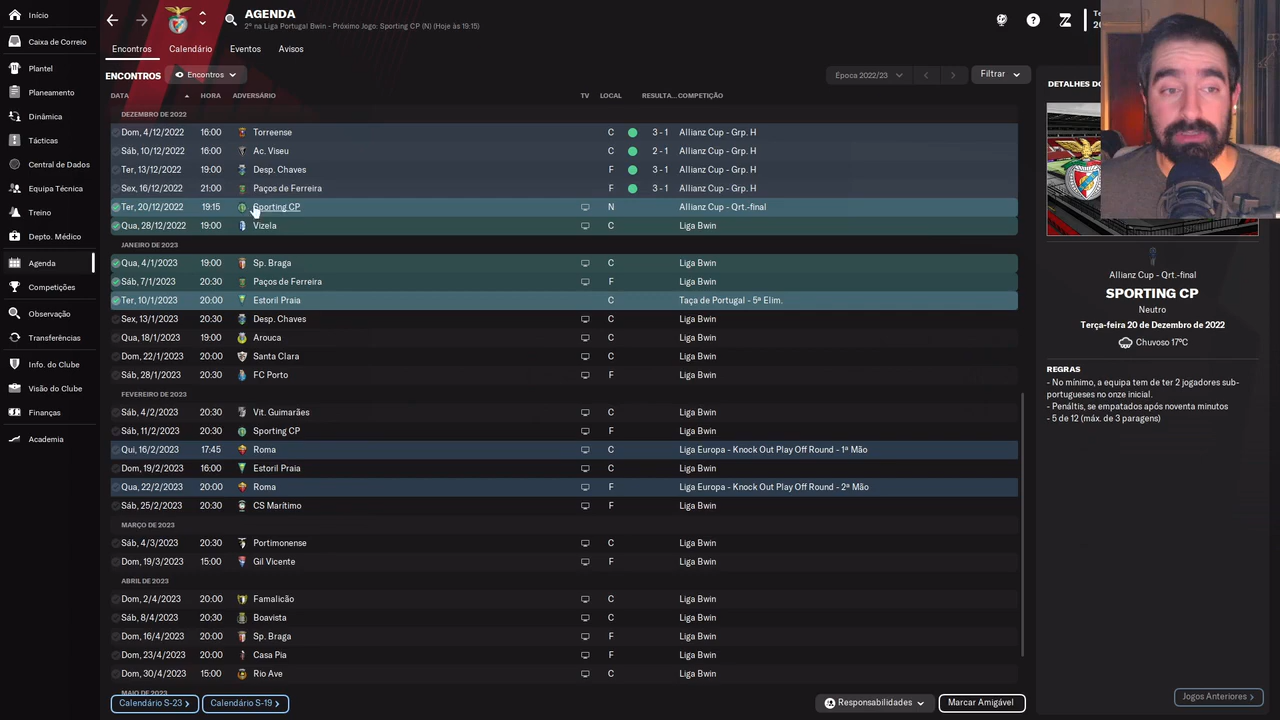 Início
Caixa de Correio
Plantel
Planeamento
Dinâmica
Tácticas
Central de Dados
Equipa Técnica
Treino
Depto. Médico
Agenda
Competições
Observação
Transferências
Info. do Clube
Visão do Clube
Finanças
Academia
AGENDA
2º na Liga Portugal Bwin - Próximo Jogo: Sporting CP (N) (Hoje às 19:15)
Encontros Calendário Eventos Avisos
ENCONTROS Encontros Época 2022/23 Filtrar
DATA HORA ADVERSÁRIO TV LOCAL RESULTA... COMPETIÇÃO
DEZEMBRO DE 2022
Dom, 4/12/2022 16:00 Torreense C 3 - 1 Allianz Cup - Grp. H
Sáb, 10/12/2022 16:00 Ac. Viseu C 2 - 1 Allianz Cup - Grp. H
Ter, 13/12/2022 19:00 Desp. Chaves F 3 - 1 Allianz Cup - Grp. H
Sex, 16/12/2022 21:00 Paços de Ferreira F 3 - 1 Allianz Cup - Grp. H
Ter, 20/12/2022 19:15 Sporting CP N Allianz Cup - Qrt.-final
Qua, 28/12/2022 19:00 Vizela C Liga Bwin
JANEIRO DE 2023
Qua, 4/1/2023 19:00 Sp. Braga C Liga Bwin
Sáb, 7/1/2023 20:30 Paços de Ferreira F Liga Bwin
Ter, 10/1/2023 20:00 Estoril Praia C Taça de Portugal - 5ª Elim.
Sex, 13/1/2023 20:30 Desp. Chaves F Liga Bwin
Qua, 18/1/2023 19:00 Arouca C Liga Bwin
Dom, 22/1/2023 20:00 Santa Clara C Liga Bwin
Sáb, 28/1/2023 20:30 FC Porto F Liga Bwin
FEVEREIRO DE 2023
Sáb, 4/2/2023 20:30 Vit. Guimarães C Liga Bwin
Sáb, 11/2/2023 20:30 Sporting CP F Liga Bwin
Qui, 16/2/2023 17:45 Roma C Liga Europa - Knock Out Play Off Round - 1ª Mão
Dom, 19/2/2023 16:00 Estoril Praia C Liga Bwin
Qua, 22/2/2023 20:00 Roma F Liga Europa - Knock Out Play Off Round - 2ª Mão
Sáb, 25/2/2023 20:30 CS Marítimo F Liga Bwin
MARÇO DE 2023
Sáb, 4/3/2023 20:30 Portimonense C Liga Bwin
Dom, 19/3/2023 15:00 Gil Vicente F Liga Bwin
ABRIL DE 2023
Dom, 2/4/2023 20:00 Famalicão C Liga Bwin
Sáb, 8/4/2023 20:30 Boavista C Liga Bwin
Dom, 16/4/2023 20:00 Sp. Braga F Liga Bwin
Dom, 23/4/2023 20:00 Casa Pia F Liga Bwin
Dom, 30/4/2023 15:00 Rio Ave C Liga Bwin
MAIO DE 2023
Calendário S-23 Calendário S-19 Responsabilidades Marcar Amigável
DETALHES DO
Allianz Cup - Qrt.-final
SPORTING CP
Neutro
Terça-feira 20 de Dezembro de 2022
Chuvoso 17ºC
REGRAS
- No mínimo, a equipa tem de ter 2 jogadores sub-
portugueses no onze inicial.
- Penáltis, se empatados após noventa minutos
- 5 de 12 (máx. de 3 paragens)
Jogos Anteriores